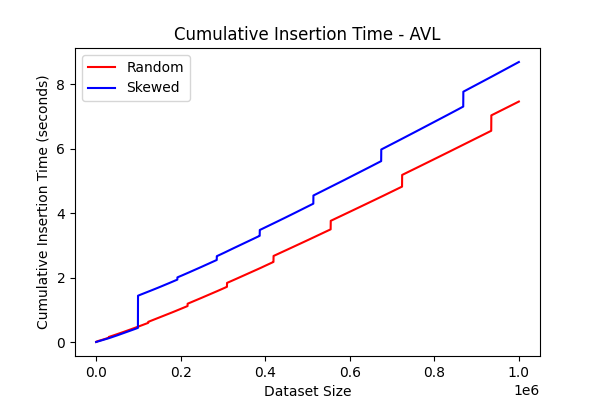 Cumulative Insertion Time - AVL
Random
Skewed
Cumulative Insertion Time (seconds)
8
6
4
2
0
0.0 0.2 0.4 0.6 0.8 1.0
1e6
Dataset Size